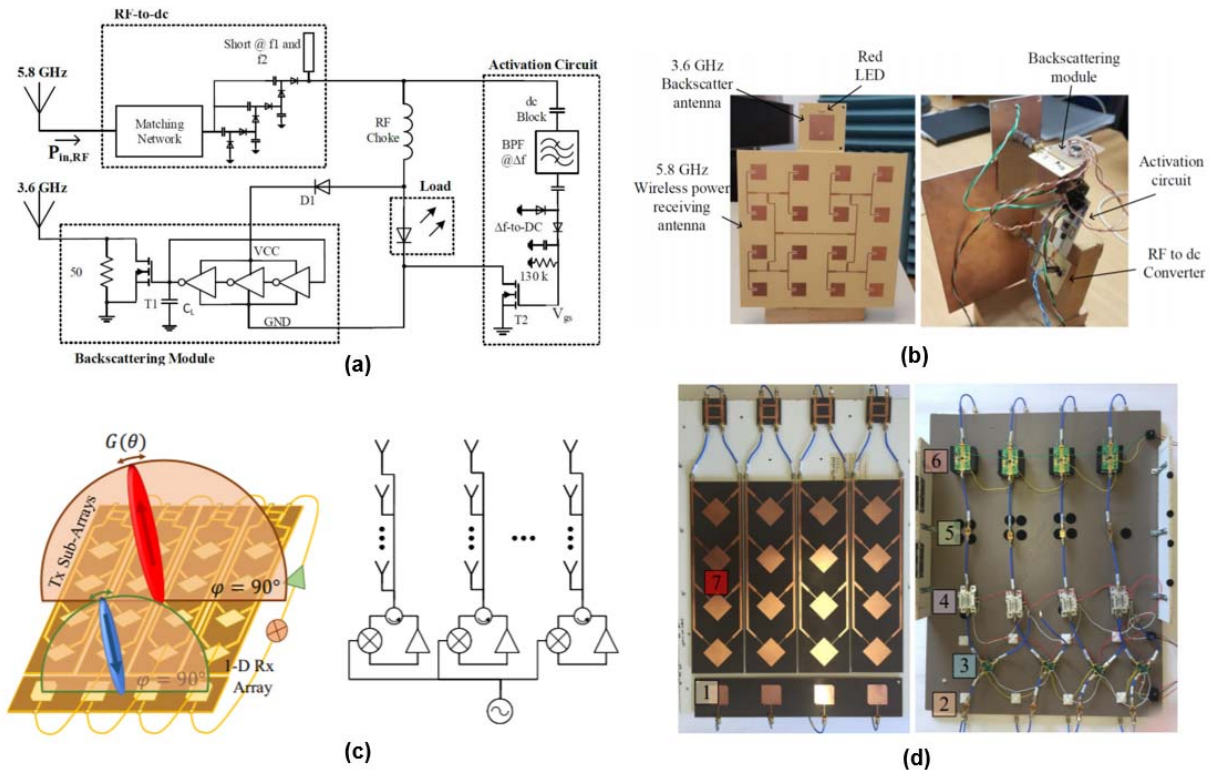 RF-to-dc
Short @ f1 and
f2
5.8 GHz
P_in,RF
Matching
Network
3.6 GHz
RF
Choke
D1
Load
Activation Circuit
dc
Block
BPF
@Δf
Δf-to-DC
130 k
T2
V_gs
50
T1
C_L
VCC
GND
Backscattering Module
(a)
3.6 GHz
Backscatter
antenna
Red
LED
5.8 GHz
Wireless power
receiving
antenna
Backscattering
module
Activation
circuit
RF to dc
Converter
(b)
G(θ)
Tx Sub-Arrays
φ = 90°
φ = 90°
1-D Rx
Array
(c)
7
1
6
5
4
3
2
(d)